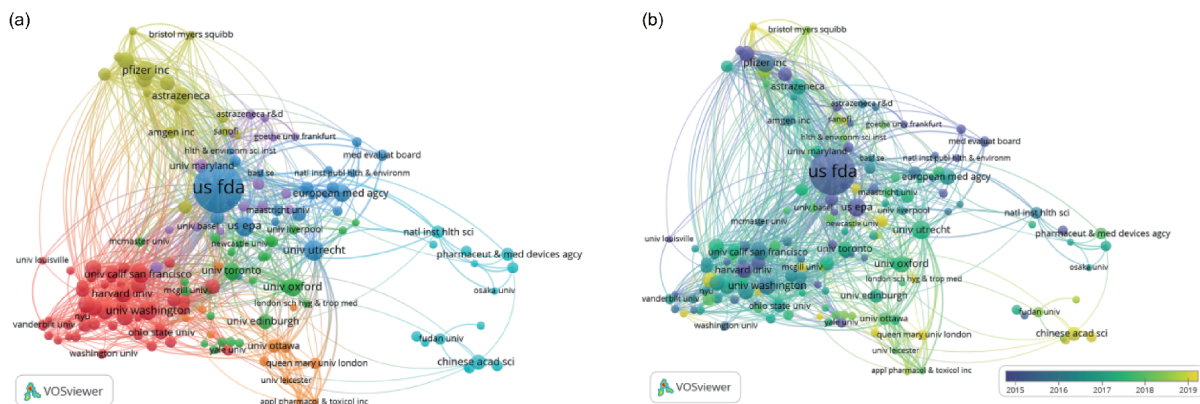 (a)
bristol myers squibb
pfizer inc
astrazeneca
astrazeneca r&d
amgen inc
sanofi
goethe univ frankfurt
hlth & environm sci inst
univ maryland
basf se
natl inst publ hlth & environm
med evaluat board
us fda
european med agcy
maastricht univ
univ basel
us epa
mcmaster univ
newcastle univ
univ liverpool
natl inst hlth sci
univ utrecht
pharmaceut & med devices agcy
univ louisville
univ calif san francisco
univ toronto
osaka univ
harvard univ
mcgill univ
univ oxford
london sch hyg & trop med
nyu
univ washington
vanderbilt univ
ohio state univ
univ edinburgh
fudan univ
washington univ
yale univ
univ ottawa
queen mary univ london
chinese acad sci
univ leicester
appl pharmacol & toxicol inc
VOSviewer
(b)
bristol myers squibb
pfizer inc
astrazeneca
astrazeneca r&d
amgen inc
sanofi
goethe univ frankfurt
hlth & environm sci inst
univ maryland
basf se
natl inst publ hlth & environm
med evaluat board
us fda
european med agcy
maastricht univ
univ basel
us epa
mcmaster univ
newcastle univ
univ liverpool
natl inst hlth sci
univ utrecht
pharmaceut & med devices agcy
univ louisville
univ calif san francisco
univ toronto
osaka univ
harvard univ
mcgill univ
univ oxford
london sch hyg & trop med
nyu
univ washington
vanderbilt univ
ohio state univ
univ edinburgh
fudan univ
washington univ
yale univ
univ ottawa
queen mary univ london
chinese acad sci
univ leicester
appl pharmacol & toxicol inc
VOSviewer
2015 2016 2017 2018 2019